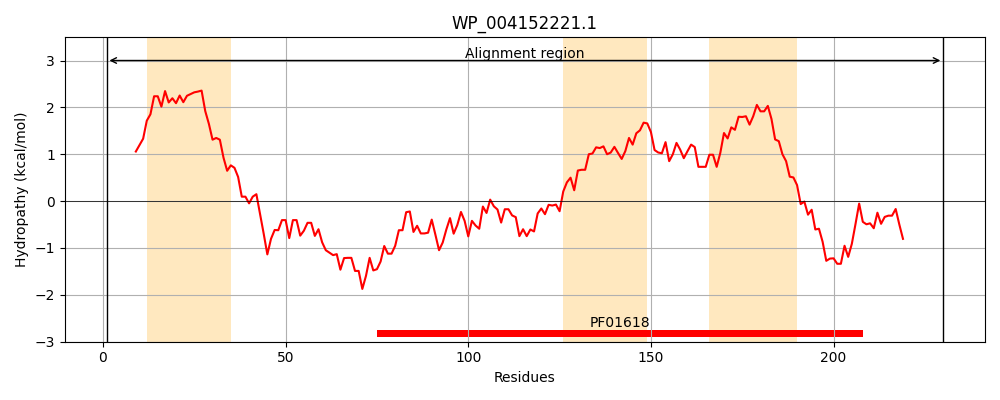 WP_004152221.1
Alignment region
3
2
1
0
−1
−2
−3
Hydropathy (kcal/mol)
PF01618
0
50
100
150
200
Residues